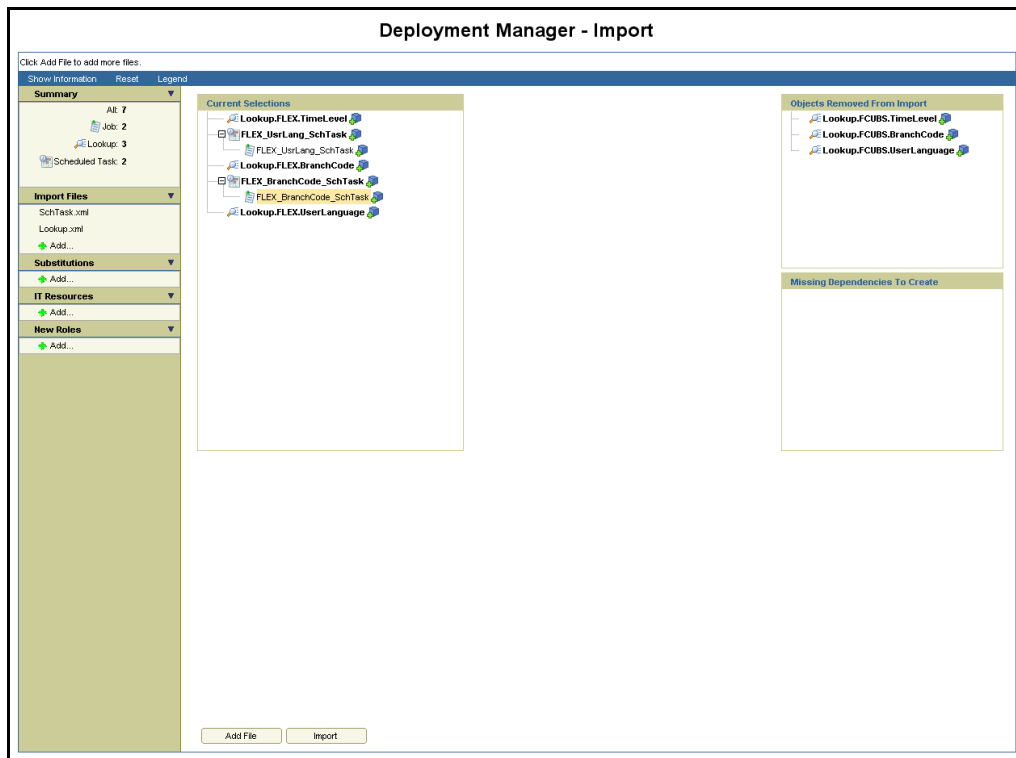 Deployment Manager - Import
Click Add File to add more files.
Show Information Reset Legend
Summary
All: 7
Job: 2
Lookup: 3
Scheduled Task: 2
Import Files
SchTask.xml
Lookup.xml
Add...
Substitutions
Add...
IT Resources
Add...
New Roles
Add...
Current Selections
Lookup.FLEX.TimeLevel
FLEX_UsrLang_SchTask
FLEX_UsrLang_SchTask
Lookup.FLEX.BranchCode
FLEX_BranchCode_SchTask
FLEX_BranchCode_SchTask
Lookup.FLEX.UserLanguage
Objects Removed From Import
Lookup.FCUBS.TimeLevel
Lookup.FCUBS.BranchCode
Lookup.FCUBS.UserLanguage
Missing Dependencies To Create
Add File Import